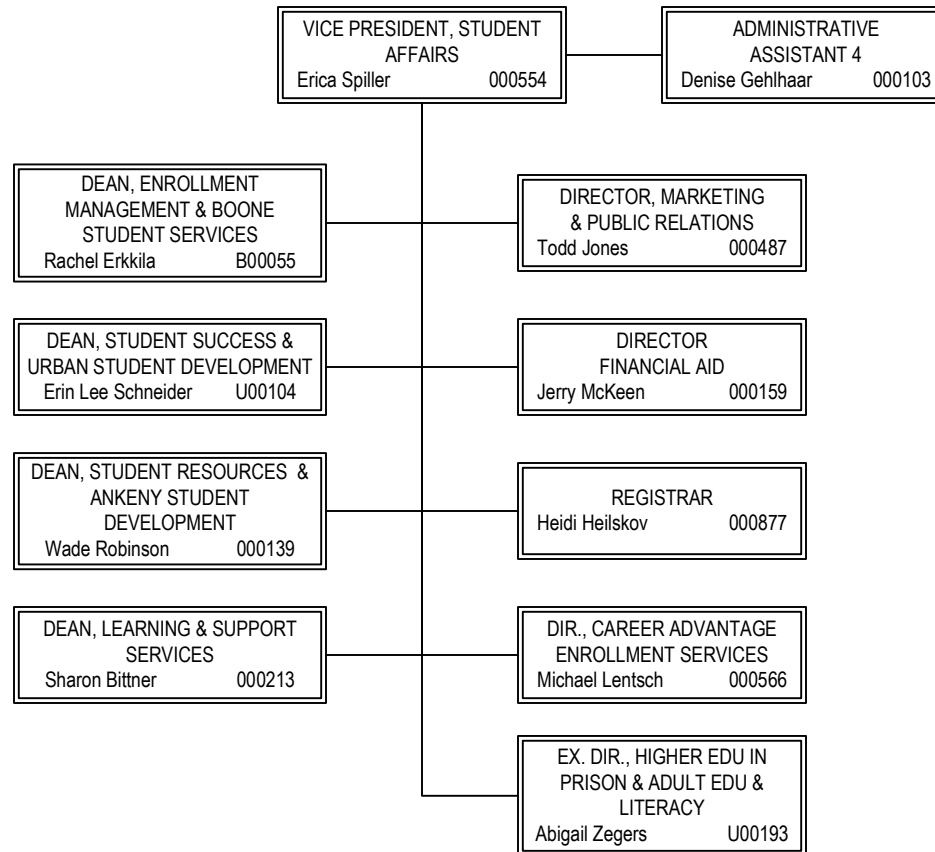 VICE PRESIDENT, STUDENT
AFFAIRS
Erica Spiller 000554
ADMINISTRATIVE
ASSISTANT 4
Denise Gehlhaar 000103
DEAN, ENROLLMENT
MANAGEMENT & BOONE
STUDENT SERVICES
Rachel Erkkila B00055
DIRECTOR, MARKETING
& PUBLIC RELATIONS
Todd Jones 000487
DEAN, STUDENT SUCCESS &
URBAN STUDENT DEVELOPMENT
Erin Lee Schneider U00104
DIRECTOR
FINANCIAL AID
Jerry McKeen 000159
DEAN, STUDENT RESOURCES &
ANKENY STUDENT
DEVELOPMENT
Wade Robinson 000139
REGISTRAR
Heidi Heilskov 000877
DEAN, LEARNING & SUPPORT
SERVICES
Sharon Bittner 000213
DIR., CAREER ADVANTAGE
ENROLLMENT SERVICES
Michael Lentsch 000566
EX. DIR., HIGHER EDU IN
PRISON & ADULT EDU &
LITERACY
Abigail Zegers U00193